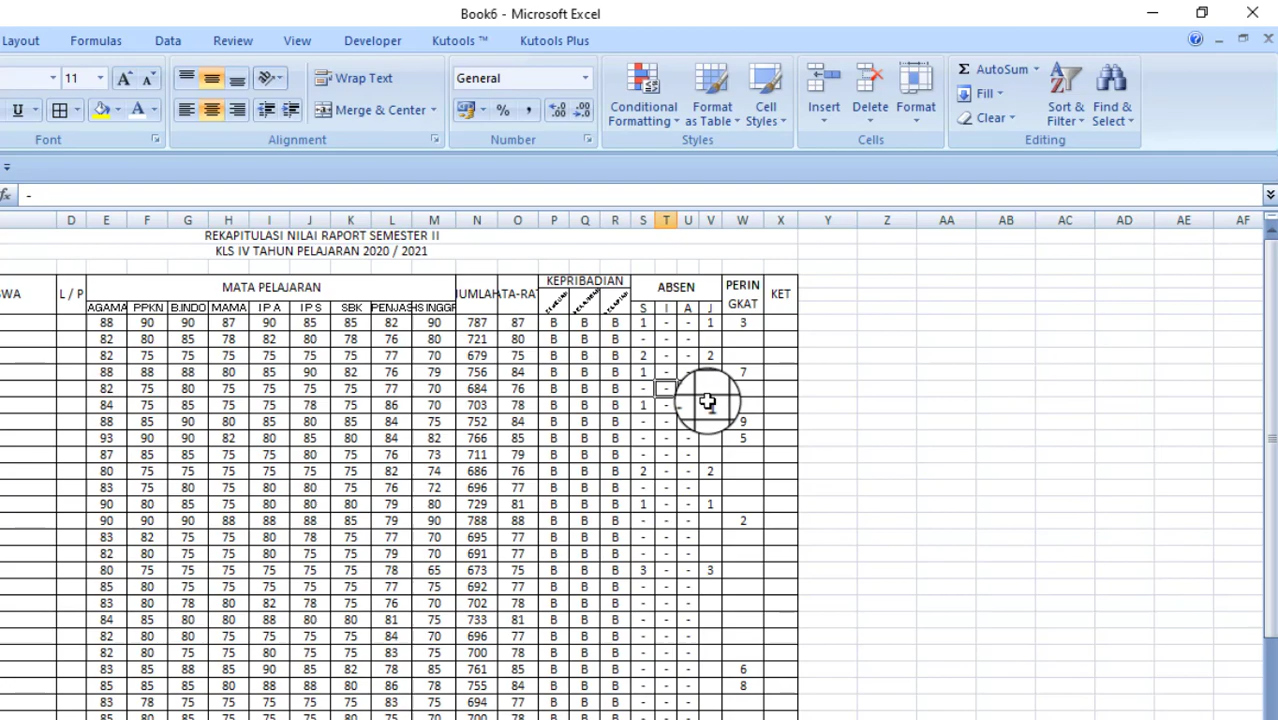 Book6 - Microsoft Excel
Layout Formulas Data Review View Developer Kutools ™ Kutools Plus
11 A A Wrap Text General Conditional Formatting Format as Table Cell Styles Insert Delete Format Σ AutoSum Fill Clear Sort & Filter Find & Select
U A Merge & Center % ,
Font Alignment Number Styles Cells Editing
fx -
D E F G H I J K L M N O P Q R S T U V W X Y Z AA AB AC AD AE AF
REKAPITULASI NILAI RAPORT SEMESTER II
KLS IV TAHUN PELAJARAN 2020 / 2021
WA L / P MATA PELAJARAN JUMLAH TA-RA KEPRIBADIAN ABSEN PERIN GKAT KET
AGAMA PPKN B.INDO MAMA I P A I P S SBK PENJAS HS INGGR S I A J
88 90 90 87 90 85 85 82 90 787 87 B B B 1 - - 1 3
82 80 85 78 82 80 78 76 80 721 80 B B B - - -
82 75 75 75 75 75 75 77 70 679 75 B B B 2 - - 2
88 88 88 80 85 90 82 76 79 756 84 B B B 1 - - 7
82 75 80 75 75 75 75 77 70 684 76 B B B - -
84 75 85 75 75 78 75 86 70 703 78 B B B 1 - -
88 85 90 80 85 80 85 84 75 752 84 B B B - - - 9
93 90 90 82 80 85 80 84 82 766 85 B B B - - - 5
87 85 85 75 75 80 75 76 73 711 79 B B B - - -
80 75 75 75 75 75 75 82 74 686 76 B B B 2 - - 2
83 75 80 75 80 80 75 76 72 696 77 B B B - - -
90 80 85 75 80 80 80 79 80 729 81 B B B 1 - - 1
90 90 90 88 88 88 85 79 90 788 88 B B B - - - 2
83 82 75 75 80 78 75 77 70 695 77 B B B - - -
82 80 75 75 80 75 75 79 70 691 77 B B B - - -
80 75 75 75 75 75 75 78 65 673 75 B B B 3 - - 3
85 80 80 75 75 75 75 77 75 692 77 B B B - - -
83 80 78 80 82 78 75 76 70 702 78 B B B - - -
84 85 80 80 88 80 80 81 75 733 81 B B B - - -
82 80 80 75 75 75 75 84 70 696 77 B B B - - -
82 80 75 75 80 75 75 83 75 700 78 B B B - - -
83 85 88 85 90 85 82 78 85 761 85 B B B - - - 6
85 85 85 80 88 88 80 86 78 755 84 B B B - - - 8
83 78 75 75 75 75 75 83 75 694 77 B B B - - -
85 80 85 75 75 75 75 80 70 700 78 B B B - - -